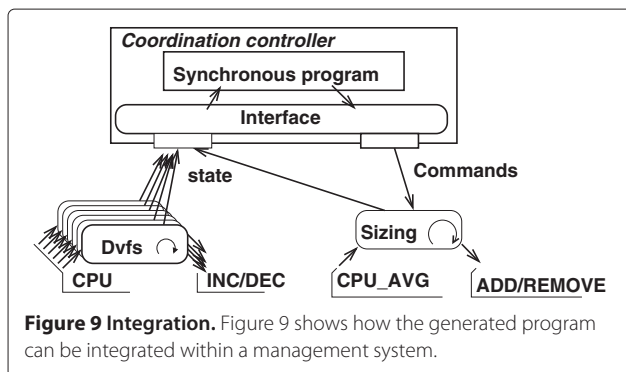 Coordination controller
Synchronous program
Interface
state
Commands
Dvfs
Sizing
CPU
INC/DEC
CPU_AVG
ADD/REMOVE
Figure 9 Integration. Figure 9 shows how the generated program
can be integrated within a management system.